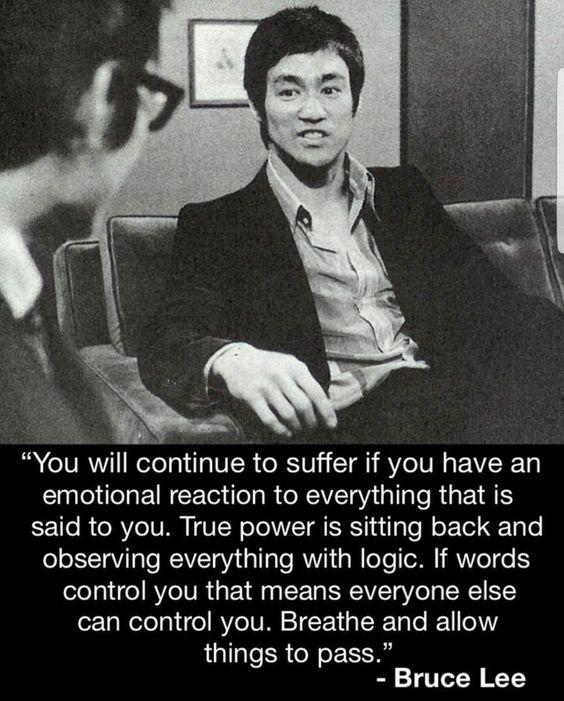 “You will continue to suffer if you have an
emotional reaction to everything that is
said to you. True power is sitting back and
observing everything with logic. If words
control you that means everyone else
can control you. Breathe and allow
things to pass.”
- Bruce Lee